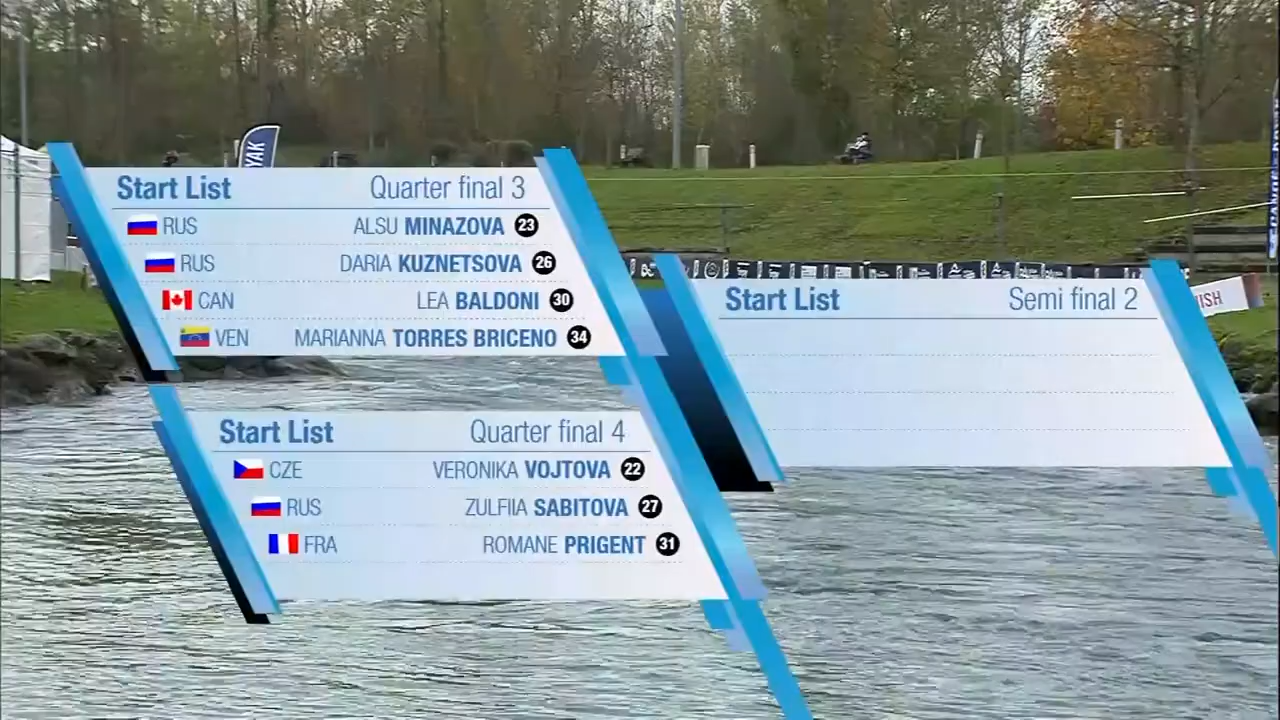 YAK
Start List Quarter final 3
RUS ALSU MINAZOVA 23
RUS DARIA KUZNETSOVA 26
CAN LEA BALDONI 30
VEN MARIANNA TORRES BRICENO 34
Start List Semi final 2
Start List Quarter final 4
CZE VERONIKA VOJTOVA 22
RUS ZULFIIA SABITOVA 27
FRA ROMANE PRIGENT 31